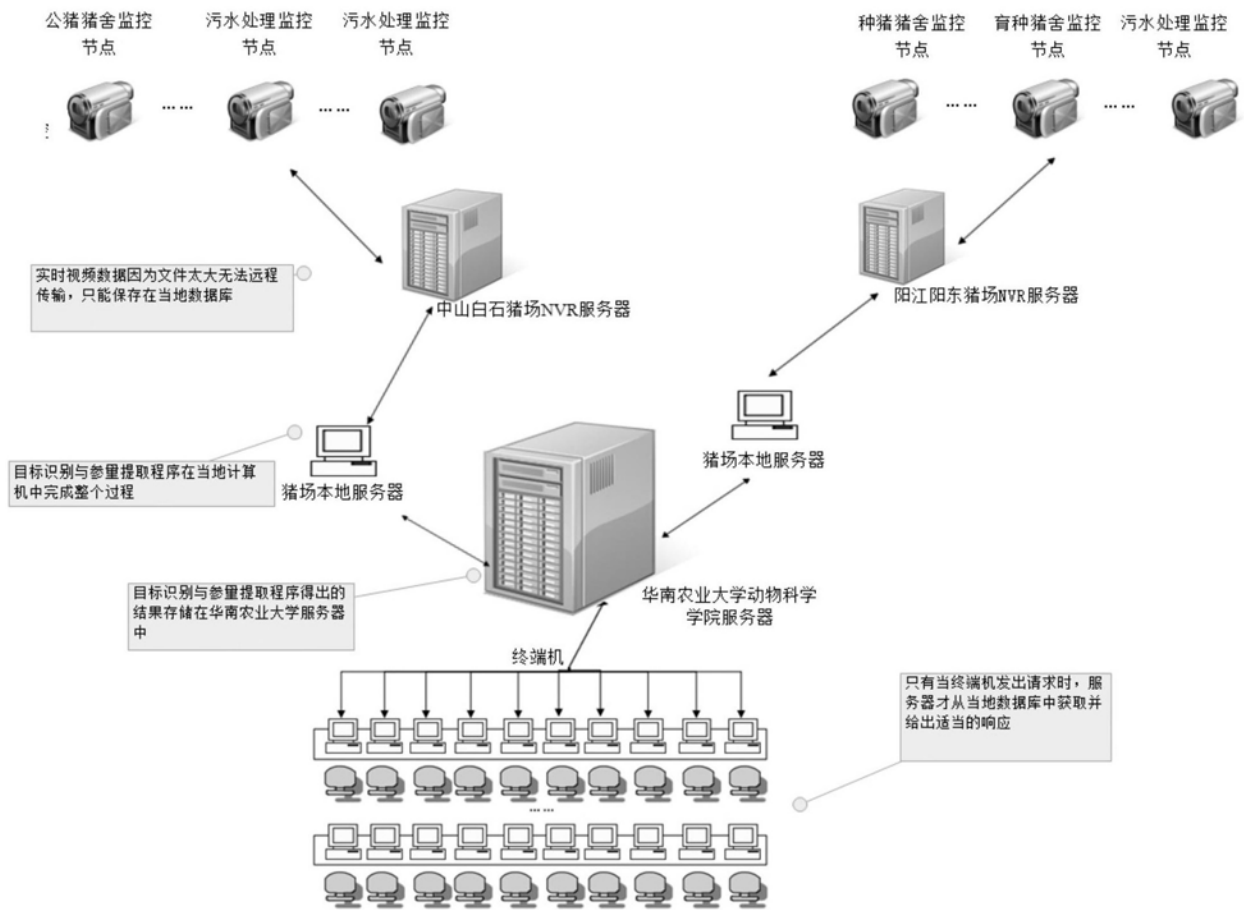 公猪猪舍监控
节点
污水处理监控
节点
污水处理监控
节点
种猪猪舍监控
节点
育种猪舍监控
节点
污水处理监控
节点
……
……
……
……
实时视频数据因为文件太大无法远程
传输，只能保存在当地数据库
中山白石猪场NVR服务器
阳江阳东猪场NVR服务器
目标识别与参量提取程序在当地计算
机中完成整个过程
猪场本地服务器
猪场本地服务器
目标识别与参量提取程序得出的
结果存储在华南农业大学服务器
中
华南农业大学动物科学
学院服务器
终端机
只有当终端机发出请求时，服
务器才从当地数据库中获取并
给出适当的响应
……